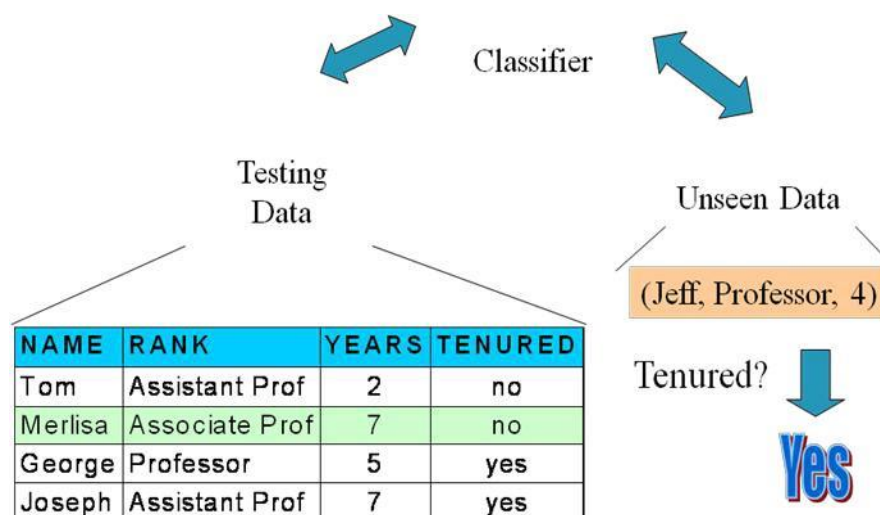 Classifier
Testing
Data
Unseen Data
(Jeff, Professor, 4)
NAME RANK YEARS TENURED
Tom Assistant Prof 2 no
Merlisa Associate Prof 7 no
George Professor 5 yes
Joseph Assistant Prof 7 yes
Tenured?
Yes